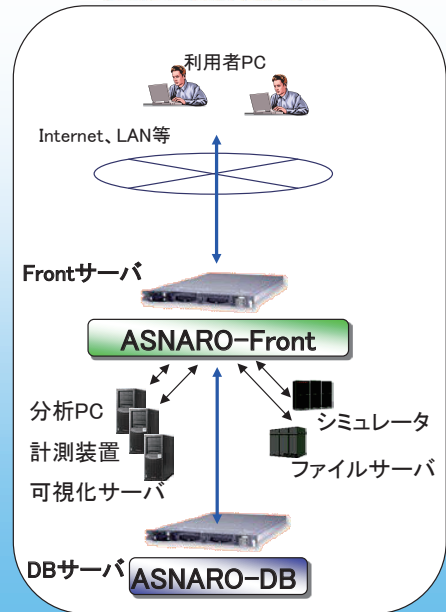 利用者PC
Internet、LAN等
Frontサーバ
ASNARO-Front
分析PC
計測装置
可視化サーバ
シミュレータ
ファイルサーバ
DBサーバ
ASNARO-DB